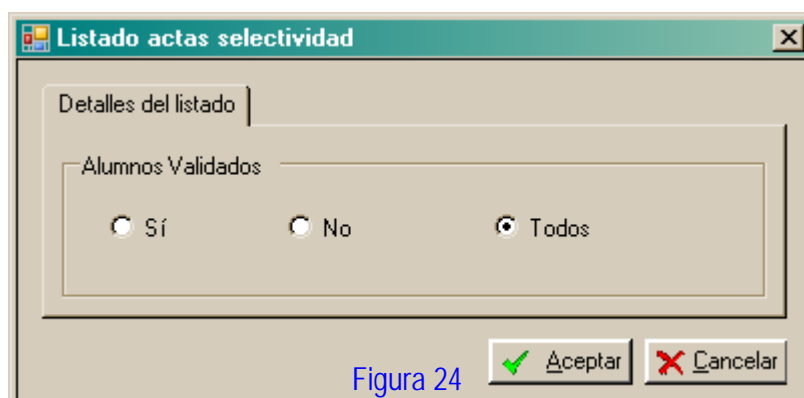 Listado actas selectividad
Detalles del listado
Alumnos Validados
Sí No Todos
Aceptar Cancelar
Figura 24